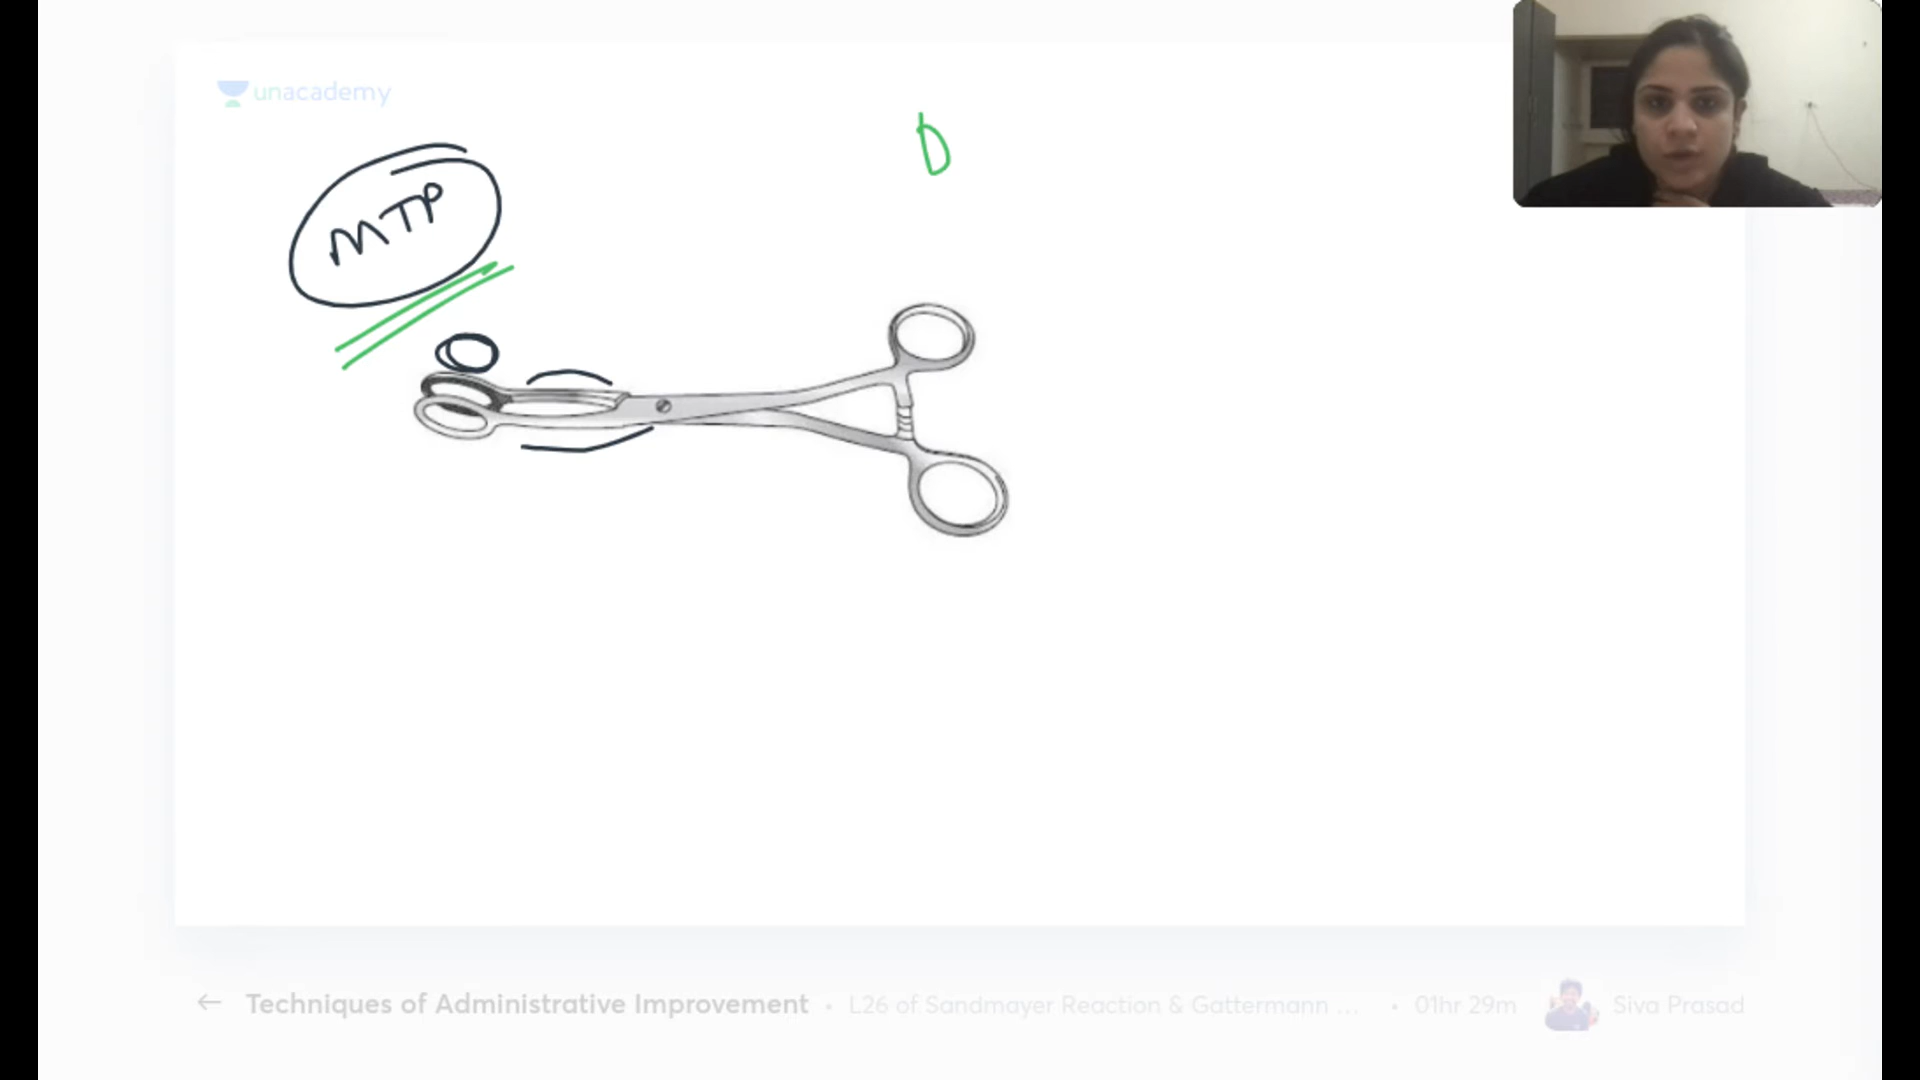 unacademy
D
MTP
Techniques of Administrative Improvement • L26 of Sandmayer Reaction & Gattermann ... • 01hr 29m Siva Prasad